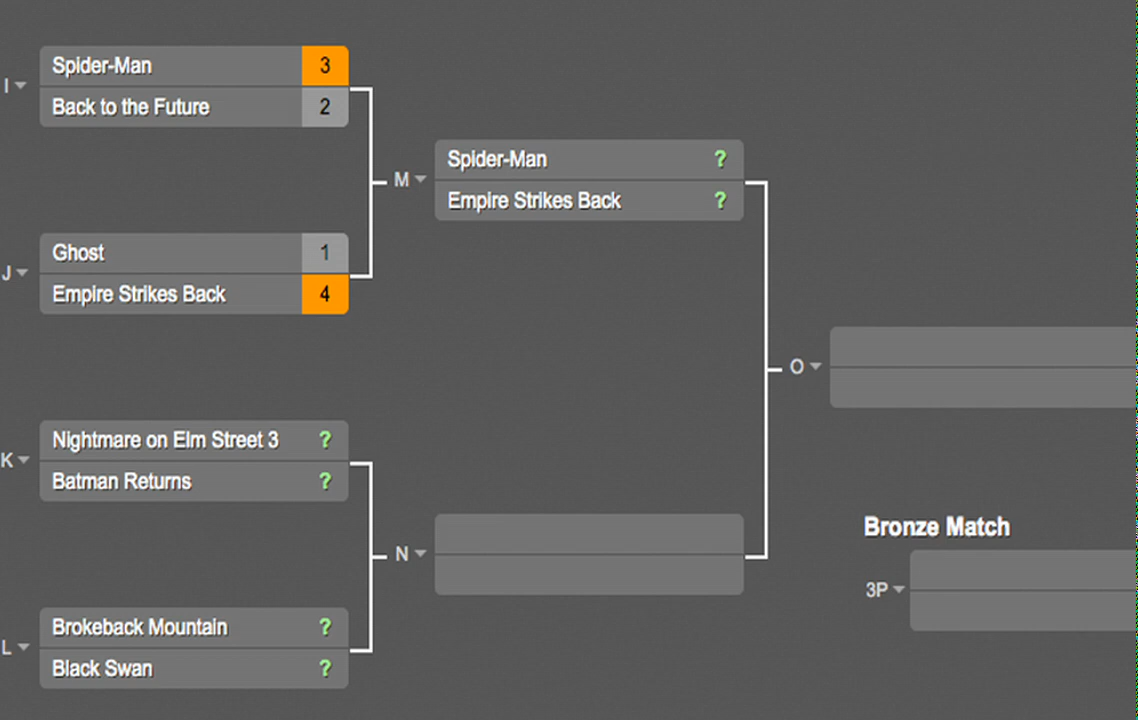 I
Spider-Man 3
Back to the Future 2
M
Spider-Man ?
Empire Strikes Back ?
J
Ghost 1
Empire Strikes Back 4
O
K
Nightmare on Elm Street 3 ?
Batman Returns ?
N
Bronze Match
3P
L
Brokeback Mountain ?
Black Swan ?